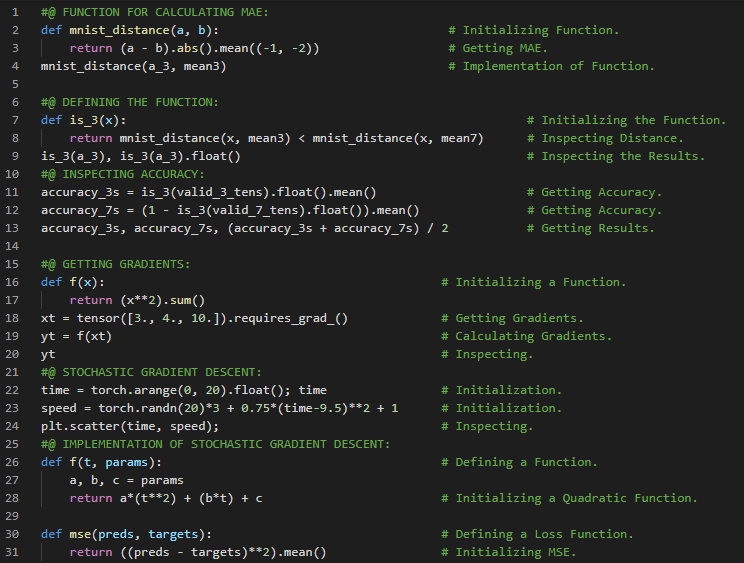 1 #@ FUNCTION FOR CALCULATING MAE:
2 def mnist_distance(a, b): # Initializing Function.
3 return (a - b).abs().mean((-1, -2)) # Getting MAE.
4 mnist_distance(a_3, mean3) # Implementation of Function.
5
6 #@ DEFINING THE FUNCTION:
7 def is_3(x): # Initializing the Function.
8 return mnist_distance(x, mean3) < mnist_distance(x, mean7) # Inspecting Distance.
9 is_3(a_3), is_3(a_3).float() # Inspecting the Results.
10 #@ INSPECTING ACCURACY:
11 accuracy_3s = is_3(valid_3_tens).float().mean() # Getting Accuracy.
12 accuracy_7s = (1 - is_3(valid_7_tens).float()).mean() # Getting Accuracy.
13 accuracy_3s, accuracy_7s, (accuracy_3s + accuracy_7s) / 2 # Getting Results.
14
15 #@ GETTING GRADIENTS:
16 def f(x): # Initializing a Function.
17 return (x**2).sum()
18 xt = tensor([3., 4., 10.]).requires_grad_() # Getting Gradients.
19 yt = f(xt) # Calculating Gradients.
20 yt # Inspecting.
21 #@ STOCHASTIC GRADIENT DESCENT:
22 time = torch.arange(0, 20).float(); time # Initialization.
23 speed = torch.randn(20)*3 + 0.75*(time-9.5)**2 + 1 # Initialization.
24 plt.scatter(time, speed); # Inspecting.
25 #@ IMPLEMENTATION OF STOCHASTIC GRADIENT DESCENT:
26 def f(t, params): # Defining a Function.
27 a, b, c = params
28 return a*(t**2) + (b*t) + c # Initializing a Quadratic Function.
29
30 def mse(preds, targets): # Defining a Loss Function.
31 return ((preds - targets)**2).mean() # Initializing MSE.